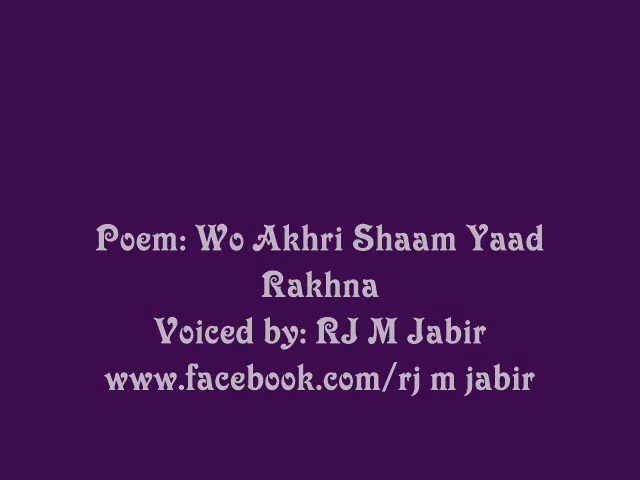 Poem: Wo Akhri Shaam Yaad
Rakhna
Voiced by: RJ M Jabir
www.facebook.com/rj m jabir